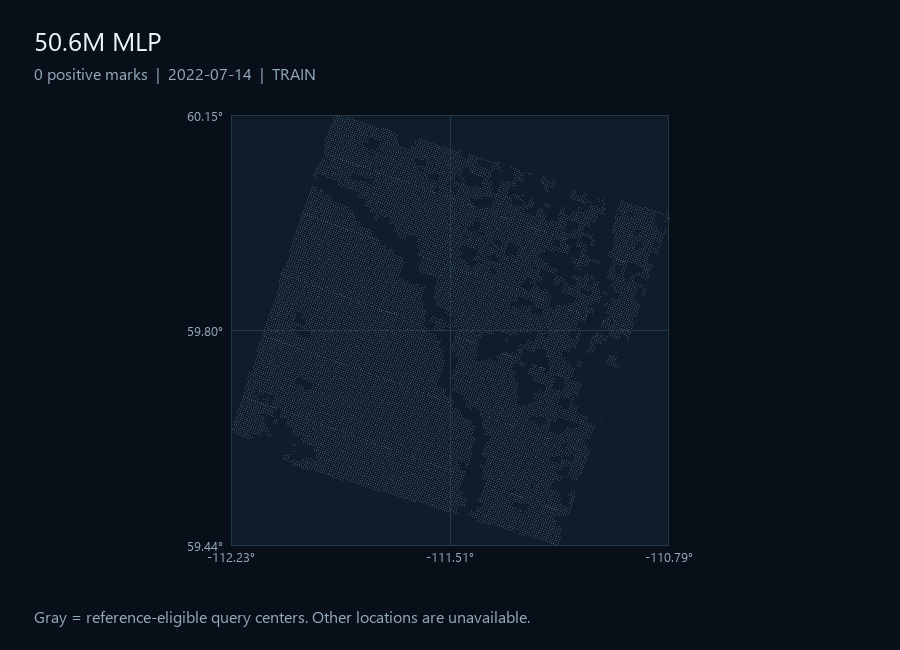 50.6M MLP
0 positive marks | 2022-07-14 | TRAIN
60.15°
59.80°
59.44°
-112.23° -111.51° -110.79°
Gray = reference-eligible query centers. Other locations are unavailable.